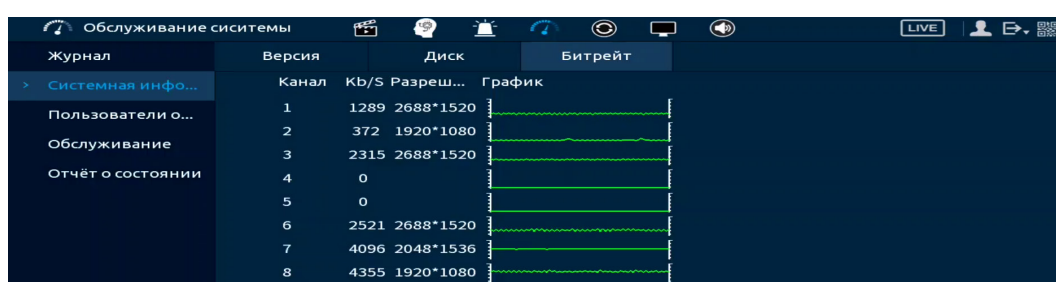 Обслуживание сиситемы LIVE
Журнал Версия Диск Битрейт
Системная инфо... Канал Kb/S Разреш... График
1 1289 2688*1520
Пользователи о...
2 372 1920*1080
Обслуживание
3 2315 2688*1520
Отчёт о состоянии
4 0
5 0
6 2521 2688*1520
7 4096 2048*1536
8 4355 1920*1080